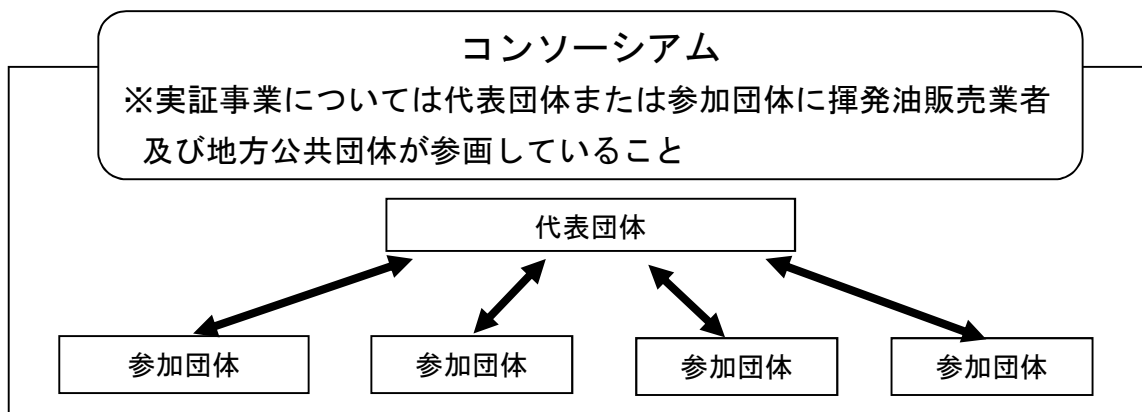 コンソーシアム
※実証事業については代表団体または参加団体に揮発油販売業者
及び地方公共団体が参画していること
代表団体
参加団体
参加団体
参加団体
参加団体